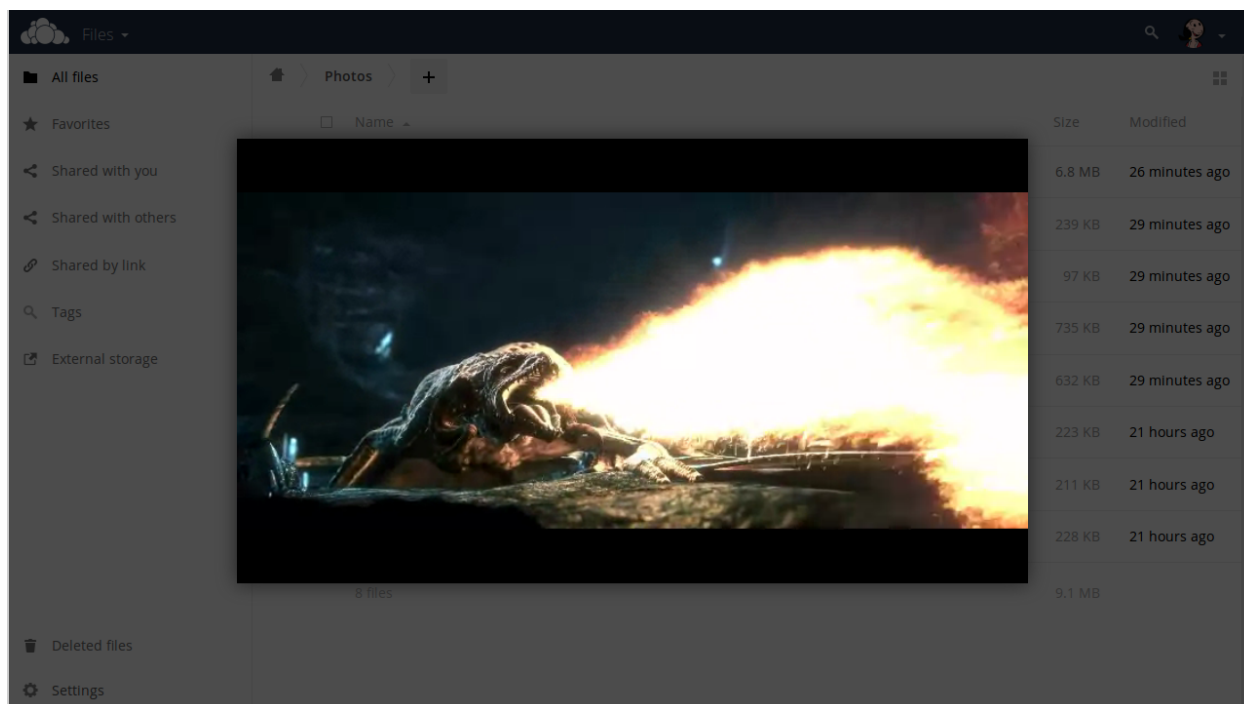 Files
All files
Photos
+
Favorites
Name
Size
Modified
Shared with you
6.8 MB
26 minutes ago
Shared with others
239 KB
29 minutes ago
Shared by link
97 KB
29 minutes ago
Tags
735 KB
29 minutes ago
External storage
632 KB
29 minutes ago
223 KB
21 hours ago
211 KB
21 hours ago
228 KB
21 hours ago
8 files
9.1 MB
Deleted files
Settings